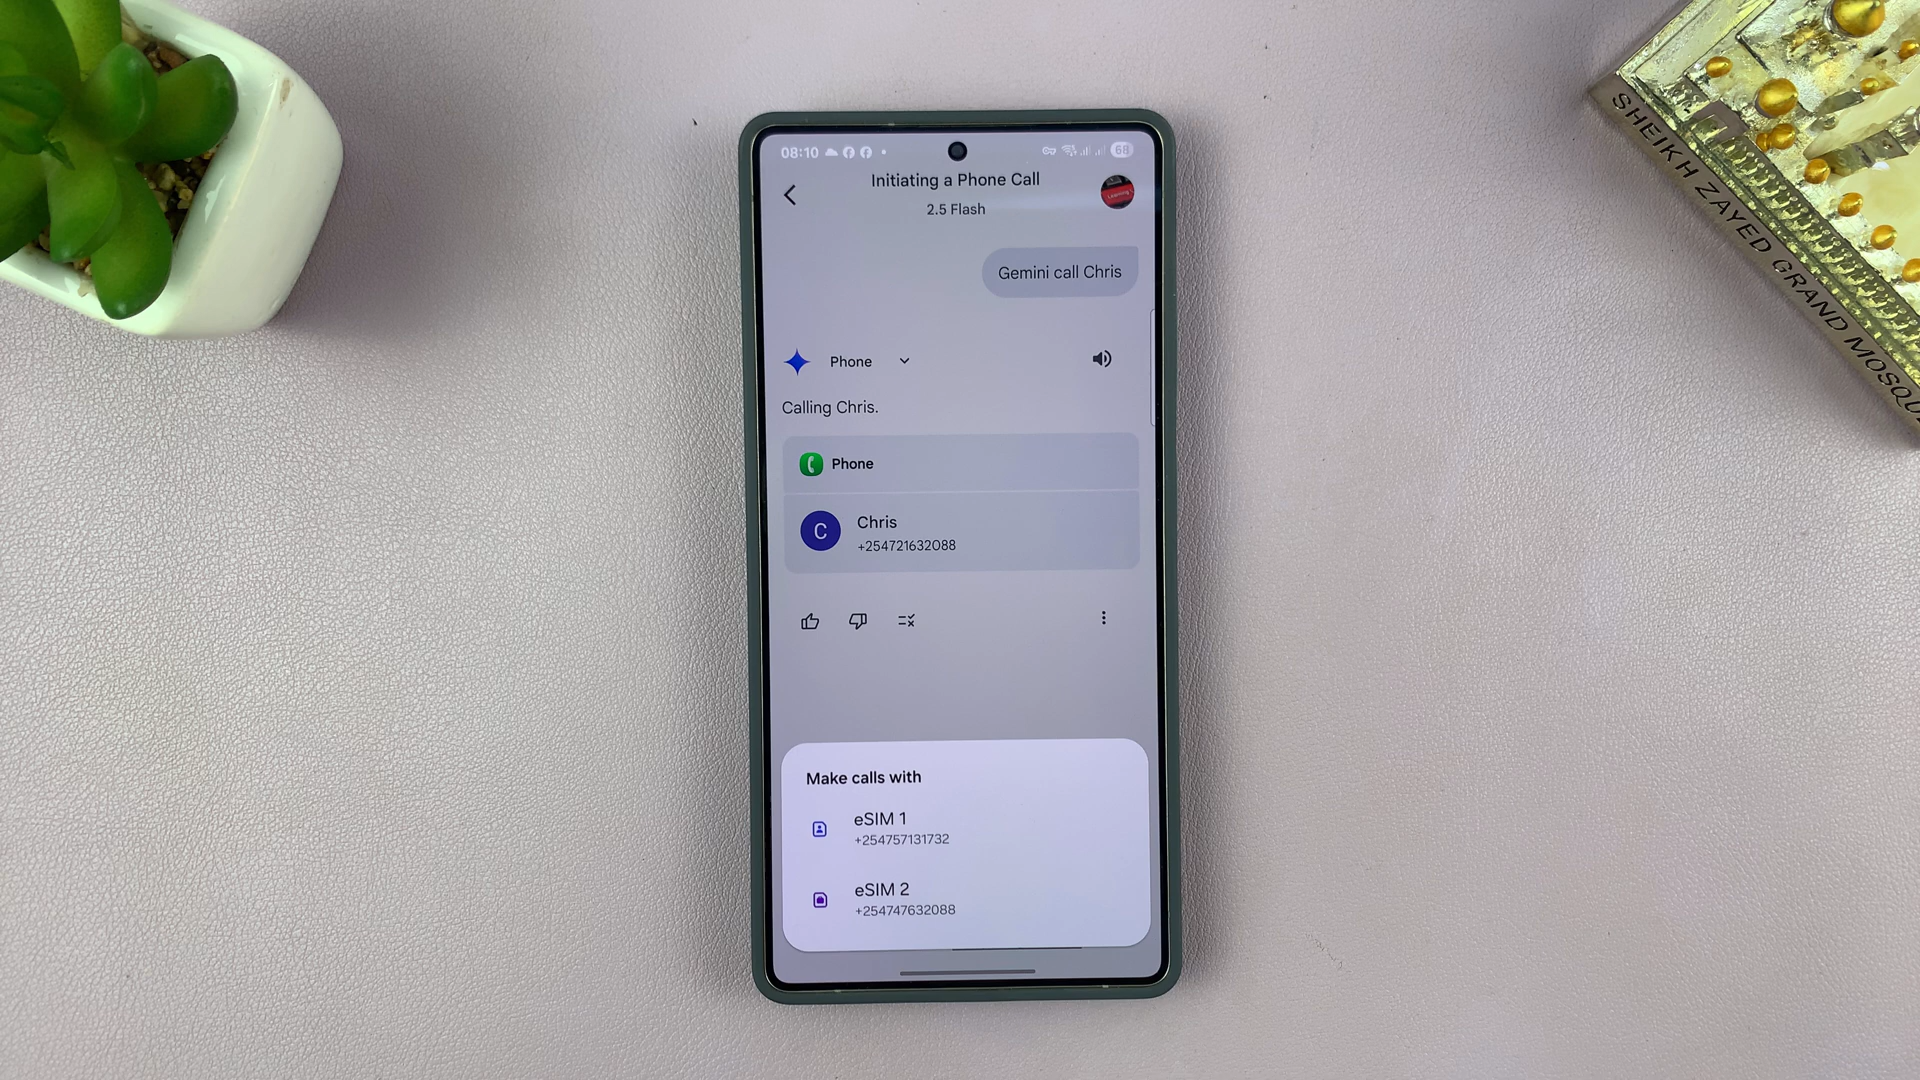 08:10
68
Initiating a Phone Call
2.5 Flash
Gemini call Chris
Phone
Calling Chris.
Phone
C
Chris
+254721632088
Make calls with
eSIM 1
+254757131732
eSIM 2
+254747632088
SHEIKH ZAYED GRAND MOSQUE